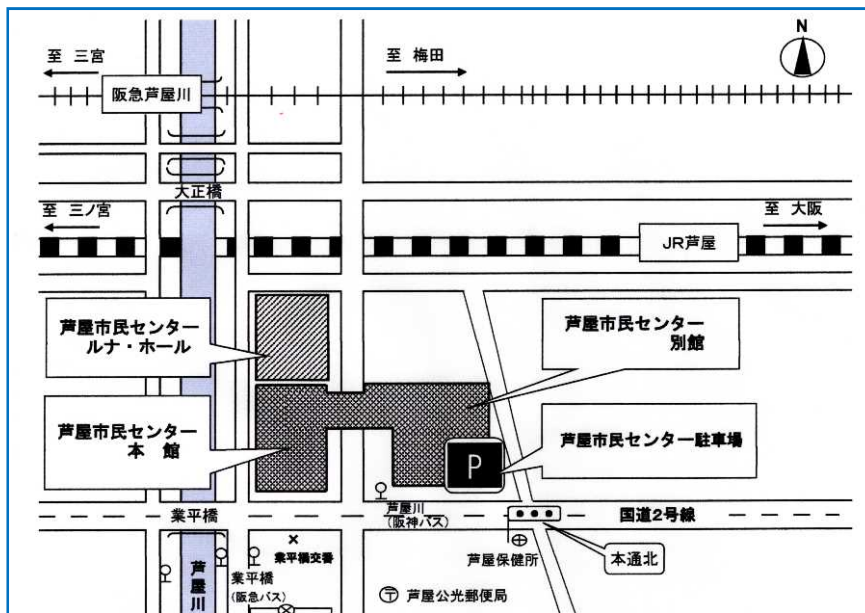 至 三宮
至 梅田
N
阪急芦屋川
大正橋
至 三ノ宮
至 大阪
JR芦屋
芦屋市民センター
ルナ・ホール
芦屋市民センター
別館
芦屋市民センター
本 館
芦屋市民センター駐車場
P
業平橋
芦屋川
(阪神バス)
国道2号線
芦屋川
業平橋交番
業平橋
(阪急バス)
芦屋保健所
本通北
芦屋公光郵便局